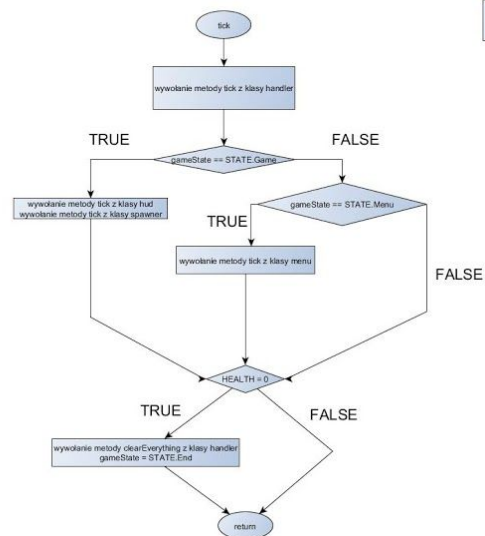 tick
wywołanie metody tick z klasy handler
TRUE
FALSE
gameState == STATE.Game
wywołanie metody tick z klasy hud
wywołanie metody tick z klasy spawner
gameState == STATE.Menu
TRUE
wywołanie metody tick z klasy menu
FALSE
HEALTH = 0
TRUE
FALSE
wywołanie metody clearEverything z klasy handler
gameState = STATE.End
return